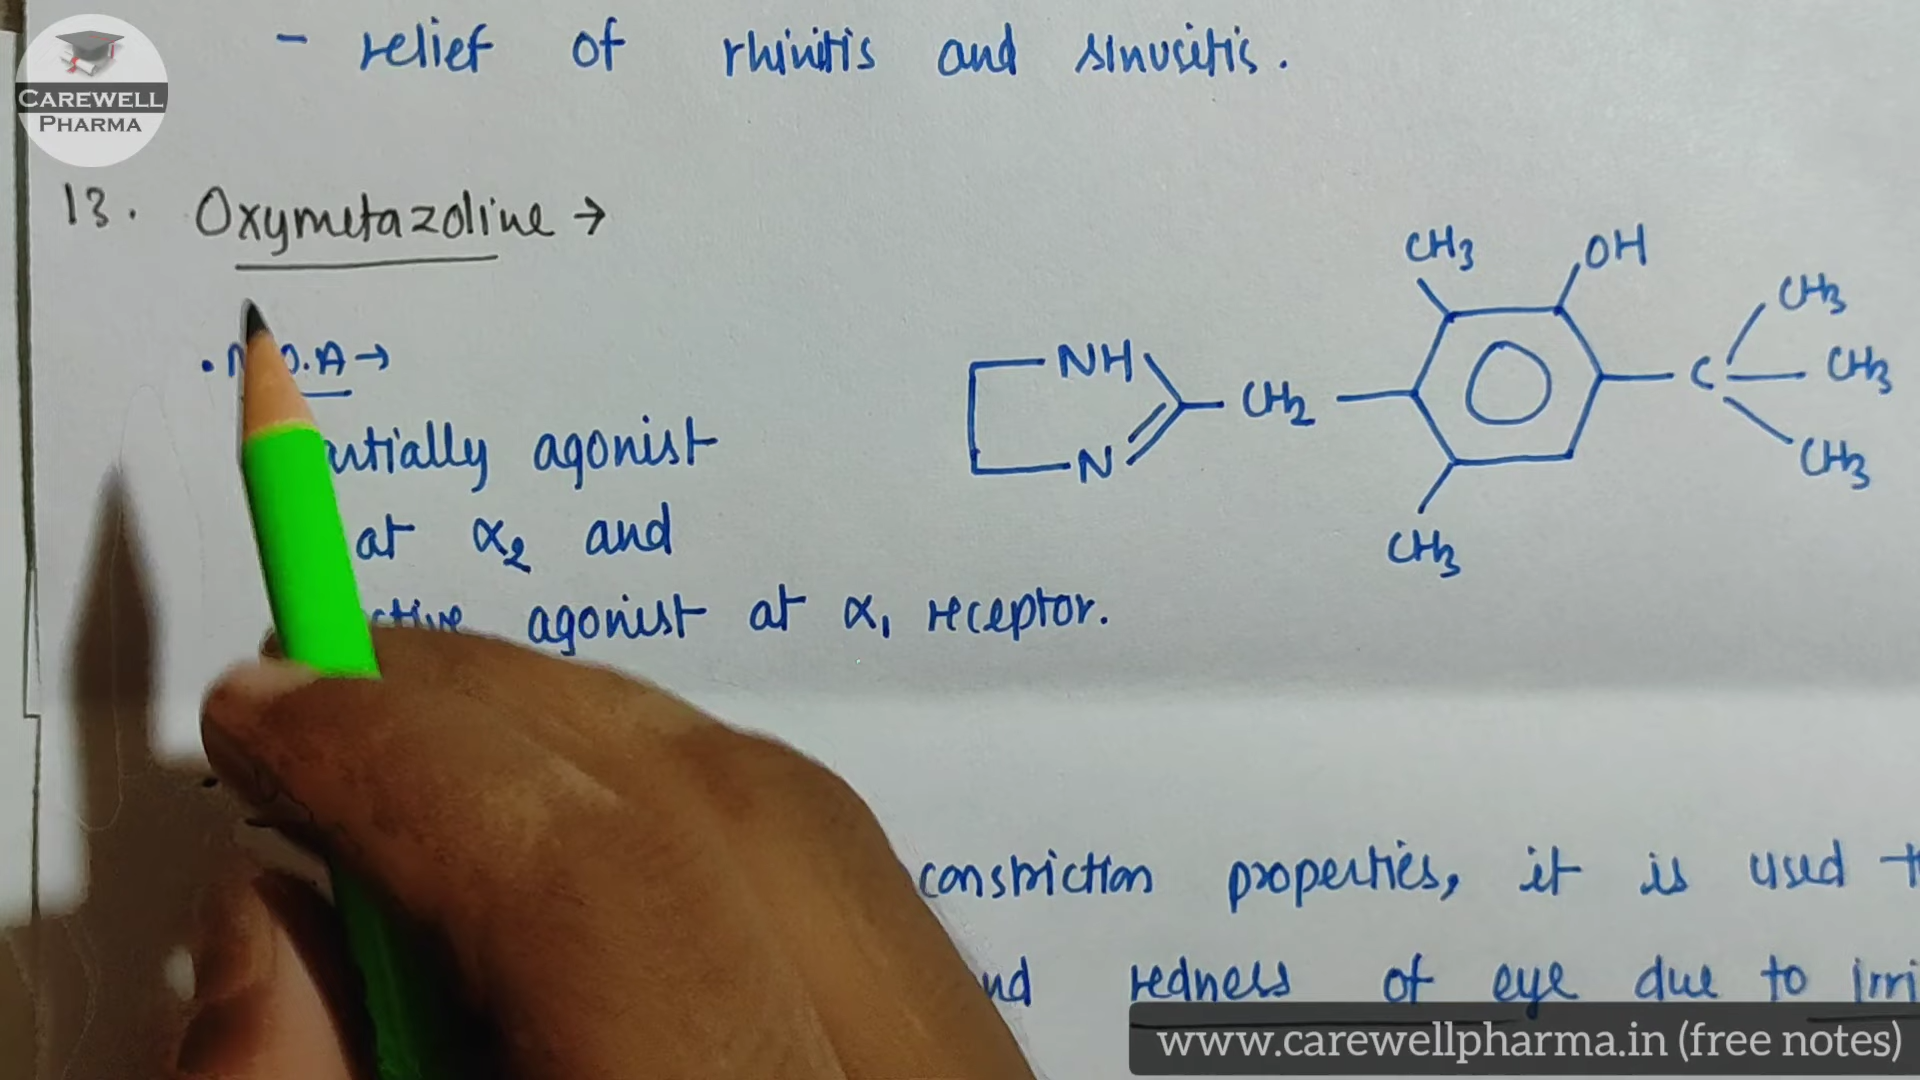 - relief of rhinitis and sinusitis.
CAREWELL
PHARMA
13. Oxymetazoline →
CH3
OH
CH3
• M.O.A →
NH
CH2
C
CH3
agonist
N
CH3
at α2 and
CH3
agonist at α1 receptor.
constriction properties, it is used
redness of eye due to
www.carewellpharma.in (free notes)